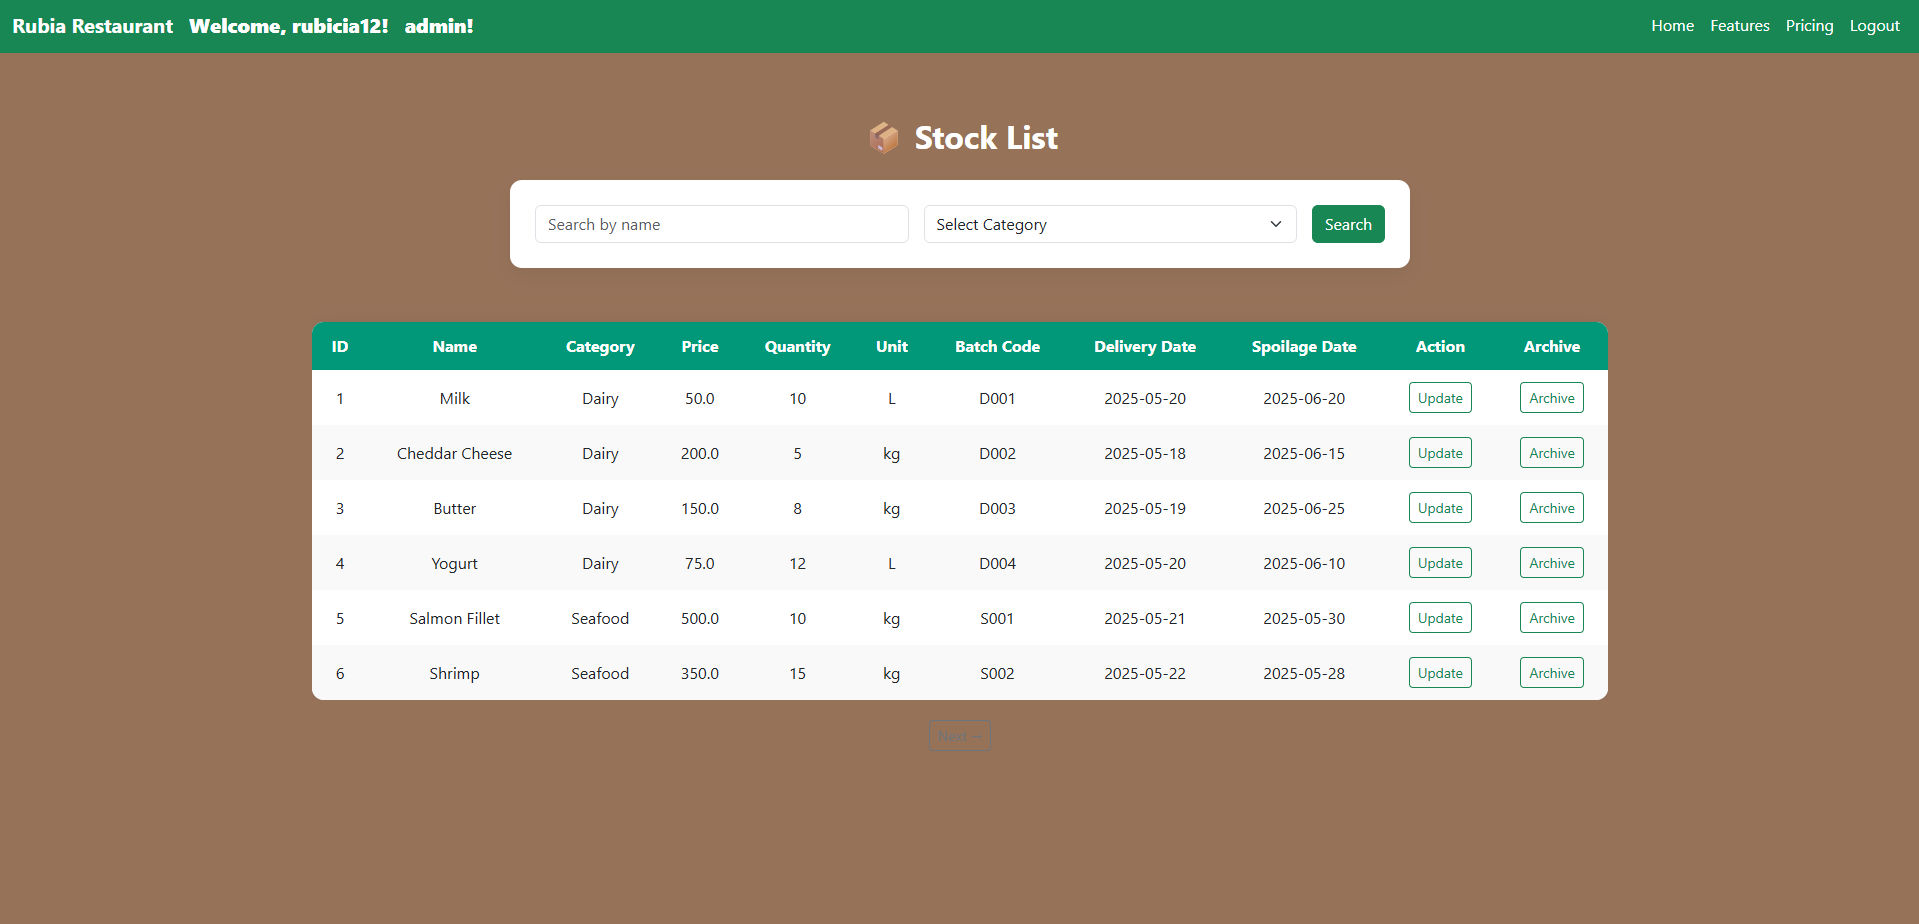 Rubia Restaurant Welcome, rubicia12! admin! Home Features Pricing Logout
📦 Stock List
Search by name Select Category Search
ID Name Category Price Quantity Unit Batch Code Delivery Date Spoilage Date Action Archive
1 Milk Dairy 50.0 10 L D001 2025-05-20 2025-06-20 Update Archive
2 Cheddar Cheese Dairy 200.0 5 kg D002 2025-05-18 2025-06-15 Update Archive
3 Butter Dairy 150.0 8 kg D003 2025-05-19 2025-06-25 Update Archive
4 Yogurt Dairy 75.0 12 L D004 2025-05-20 2025-06-10 Update Archive
5 Salmon Fillet Seafood 500.0 10 kg S001 2025-05-21 2025-05-30 Update Archive
6 Shrimp Seafood 350.0 15 kg S002 2025-05-22 2025-05-28 Update Archive
Next →